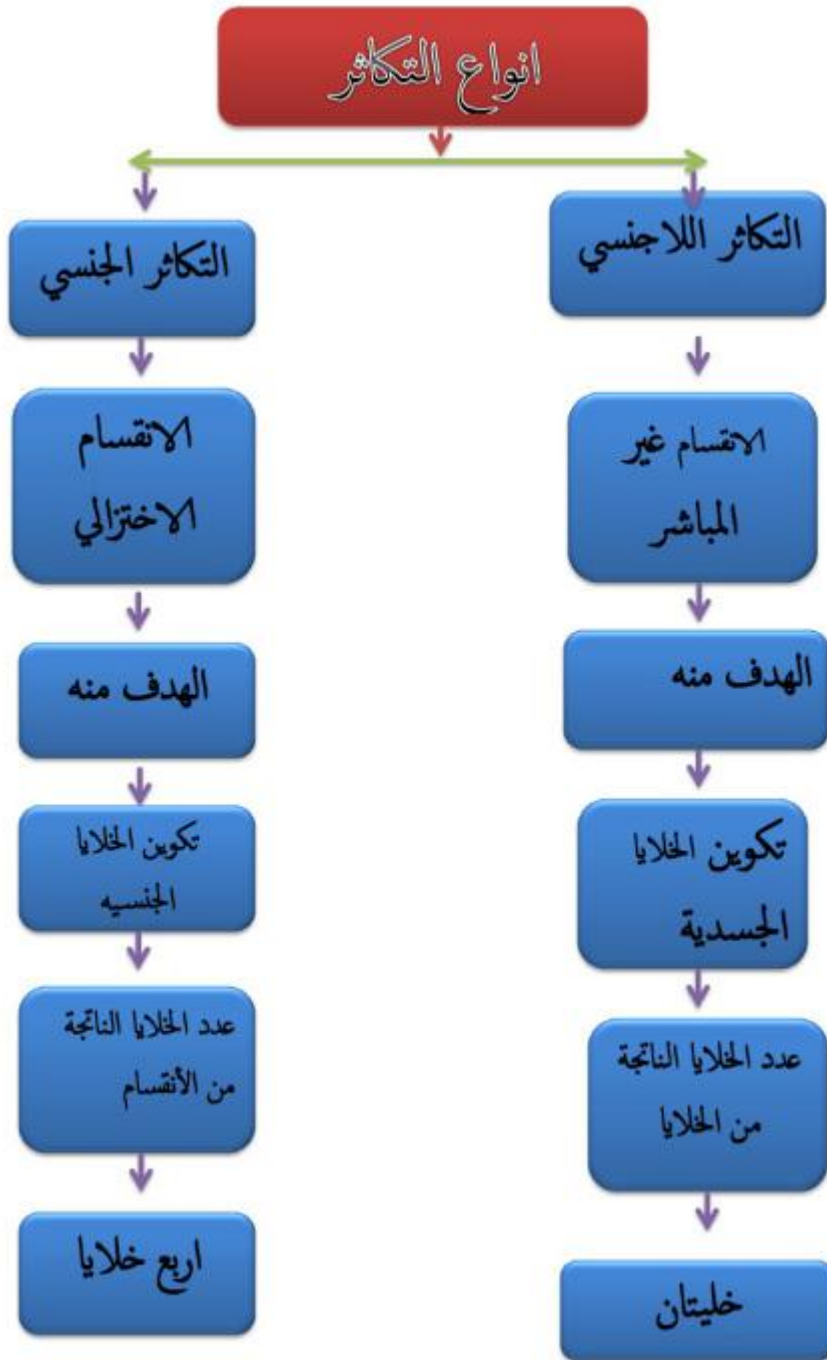 انواع التكاثر
التكاثر اللاجنسي
الانقسام غير
المباشر
الهدف منه
تكوين الخلايا
الجسدية
عدد الخلايا الناتجة
من الخلايا
خليتان
التكاثر الجنسي
الانقسام
الاختزالي
الهدف منه
تكوين الخلايا
الجنسيه
عدد الخلايا الناتجة
من الأنقسام
اربع خلايا